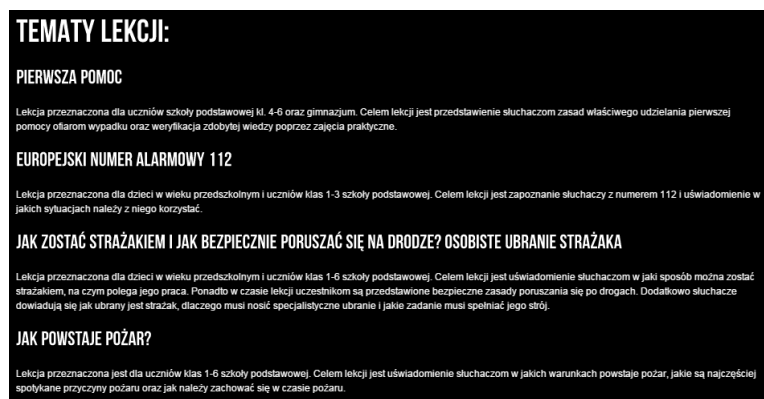 TEMATY LEKCJI:
PIERWSZA POMOC
Lekcja przeznaczona dla uczniów szkoły podstawowej kl. 4-6 oraz gimnazjum. Celem lekcji jest przedstawienie słuchaczom zasad właściwego udzielania pierwszej
pomocy ofiarom wypadku oraz weryfikacja zdobytej wiedzy poprzez zajęcia praktyczne.
EUROPEJSKI NUMER ALARMOWY 112
Lekcja przeznaczona dla dzieci w wieku przedszkolnym i uczniów klas 1-3 szkoły podstawowej. Celem lekcji jest zapoznanie słuchaczy z numerem 112 i uświadomienie w
jakich sytuacjach należy z niego korzystać.
JAK ZOSTAĆ STRAŻAKIEM I JAK BEZPIECZNIE PORUSZAĆ SIĘ NA DRODZE? OSOBISTE UBRANIE STRAŻAKA
Lekcja przeznaczona dla dzieci w wieku przedszkolnym i uczniów klas 1-6 szkoły podstawowej. Celem lekcji jest uświadomienie słuchaczom w jaki sposób można zostać
strażakiem, na czym polega jego praca. Ponadto w czasie lekcji uczestnikom są przedstawione bezpieczne zasady poruszania się po drogach. Dodatkowo słuchacze
dowiadują się jak ubrany jest strażak, dlaczego musi nosić specjalistyczne ubranie i jakie zadanie musi spełniać jego strój.
JAK POWSTAJE POŻAR?
Lekcja przeznaczona jest dla uczniów klas 1-6 szkoły podstawowej. Celem lekcji jest uświadomienie słuchaczom w jakich warunkach powstaje pożar, jakie są najczęściej
spotykane przyczyny pożaru oraz jak należy zachować się w czasie pożaru.